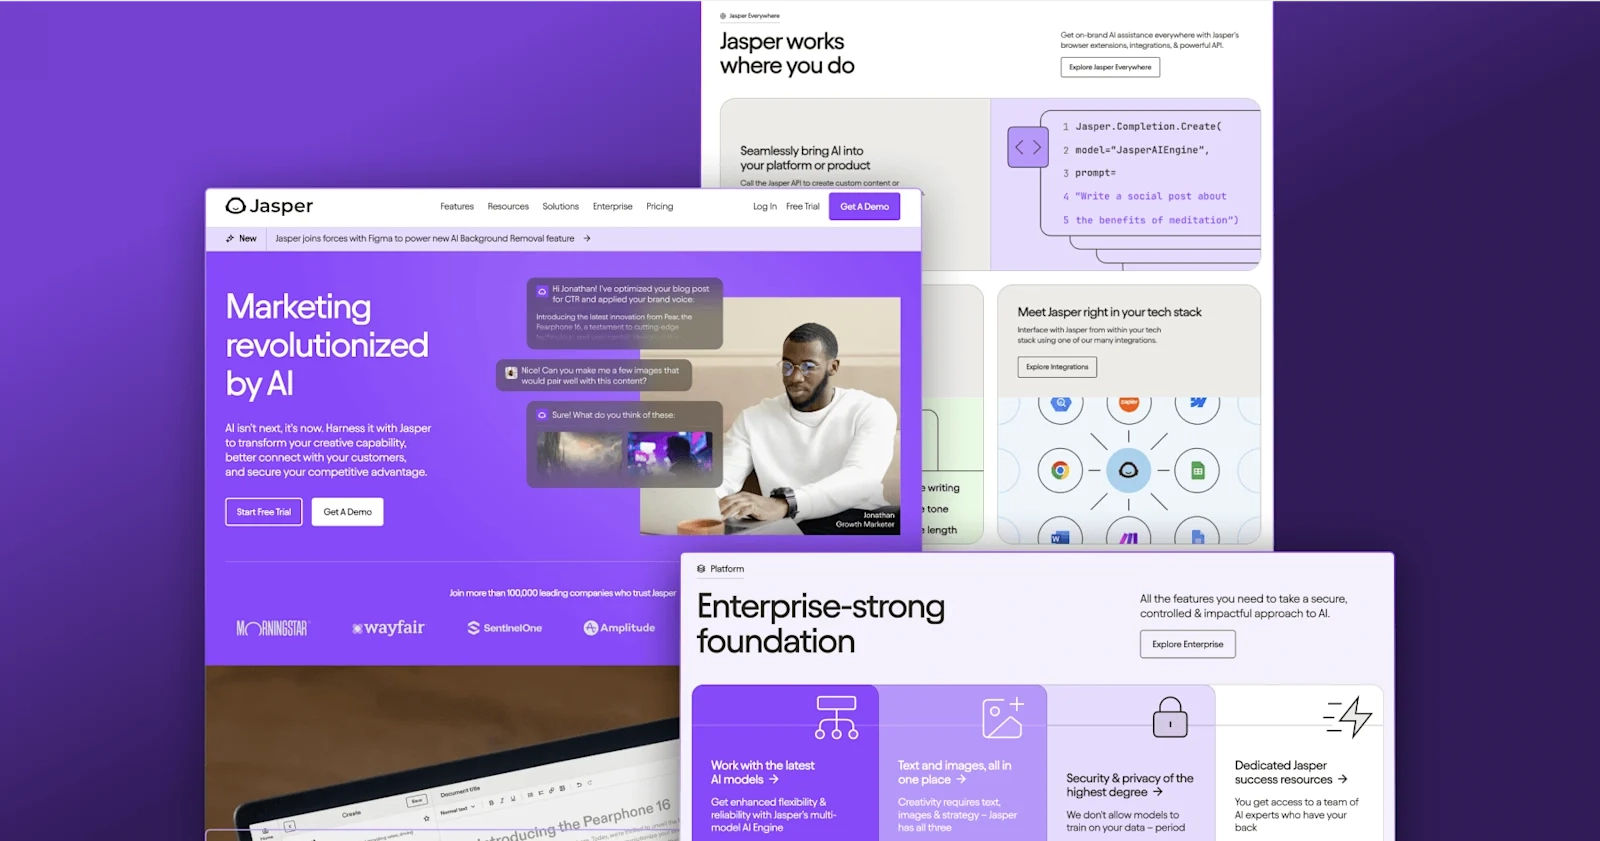 Jasper Everywhere
Jasper works
where you do
Get on-brand AI assistance everywhere with Jasper's
browser extensions, integrations, & powerful API.
Explore Jasper Everywhere
Seamlessly bring AI into
your platform or product
Call the Jasper API to create custom content or
1 Jasper.Completion.Create(
2 model="JasperAIEngine",
3 prompt=
4 "Write a social post about
5 the benefits of meditation")
Jasper
Features
Resources
Solutions
Enterprise
Pricing
Log In
Free Trial
Get A Demo
New
Jasper joins forces with Figma to power new AI Background Removal feature →
Marketing
revolutionized
by AI
AI isn't next, it's now. Harness it with Jasper
to transform your creative capability,
better connect with your customers,
and secure your competitive advantage.
Start Free Trial
Get A Demo
Hi Jonathan! I've optimized your blog post
for CTR and applied your brand voice:
Introducing the latest innovation from Pear, the
Pearphone 16, a testament to cutting-edge
Nice! Can you make me a few images that
would pair well with this content?
Sure! What do you think of these:
Jonathan
Growth Marketer
Join more than 100,000 leading companies who trust Jasper
MORNINGSTAR
wayfair
SentinelOne
Amplitude
Meet Jasper right in your tech stack
Interface with Jasper from within your tech
stack using one of our many integrations.
Explore Integrations
zapier
W
e writing
e tone
e length
Platform
Enterprise-strong
foundation
All the features you need to take a secure,
controlled & impactful approach to AI.
Explore Enterprise
Work with the latest
AI models →
Get enhanced flexibility &
reliability with Jasper's multi-
model AI Engine
Text and images, all in
one place →
Creativity requires text,
images & strategy – Jasper
has all three
Security & privacy of the
highest degree →
We don't allow models to
train on your data – period
Dedicated Jasper
success resources →
You get access to a team of
AI experts who have your
back
Create
Save
Document title
Normal text
B I U
Home
ntroducing the Pearphone 16